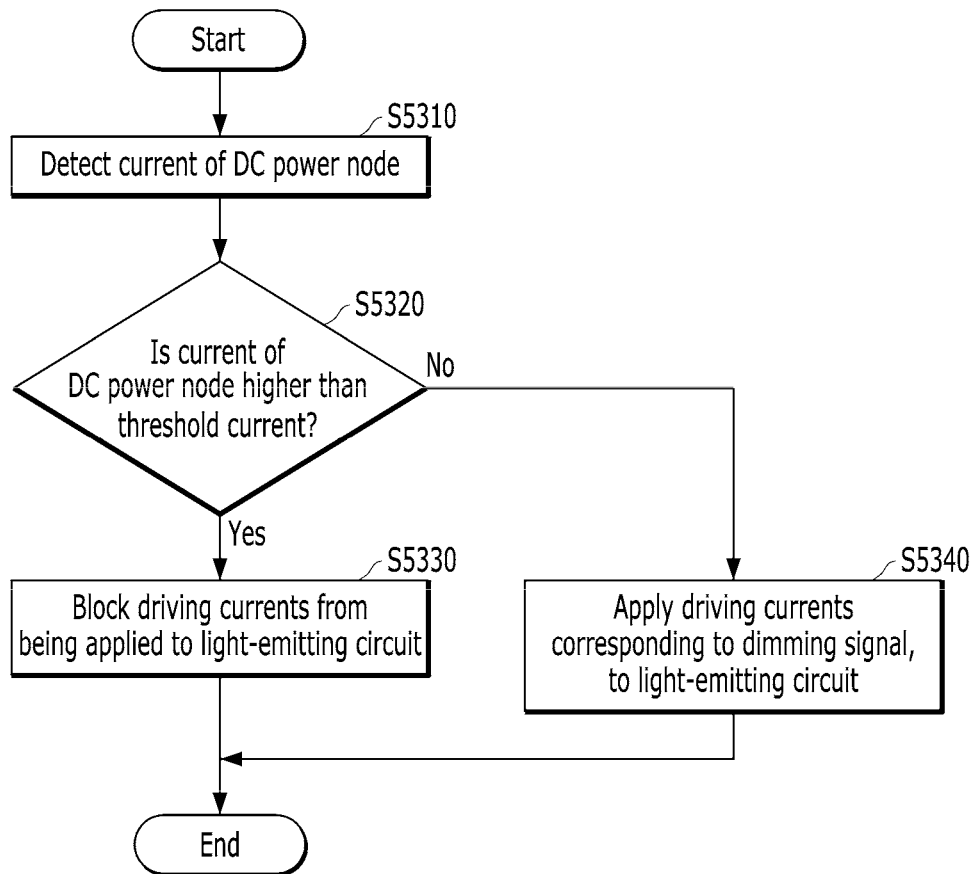 Start
S5310
Detect current of DC power node
S5320
Is current of
DC power node higher than
threshold current?
No
Yes
S5330
Block driving currents from
being applied to light-emitting circuit
S5340
Apply driving currents
corresponding to dimming signal,
to light-emitting circuit
End